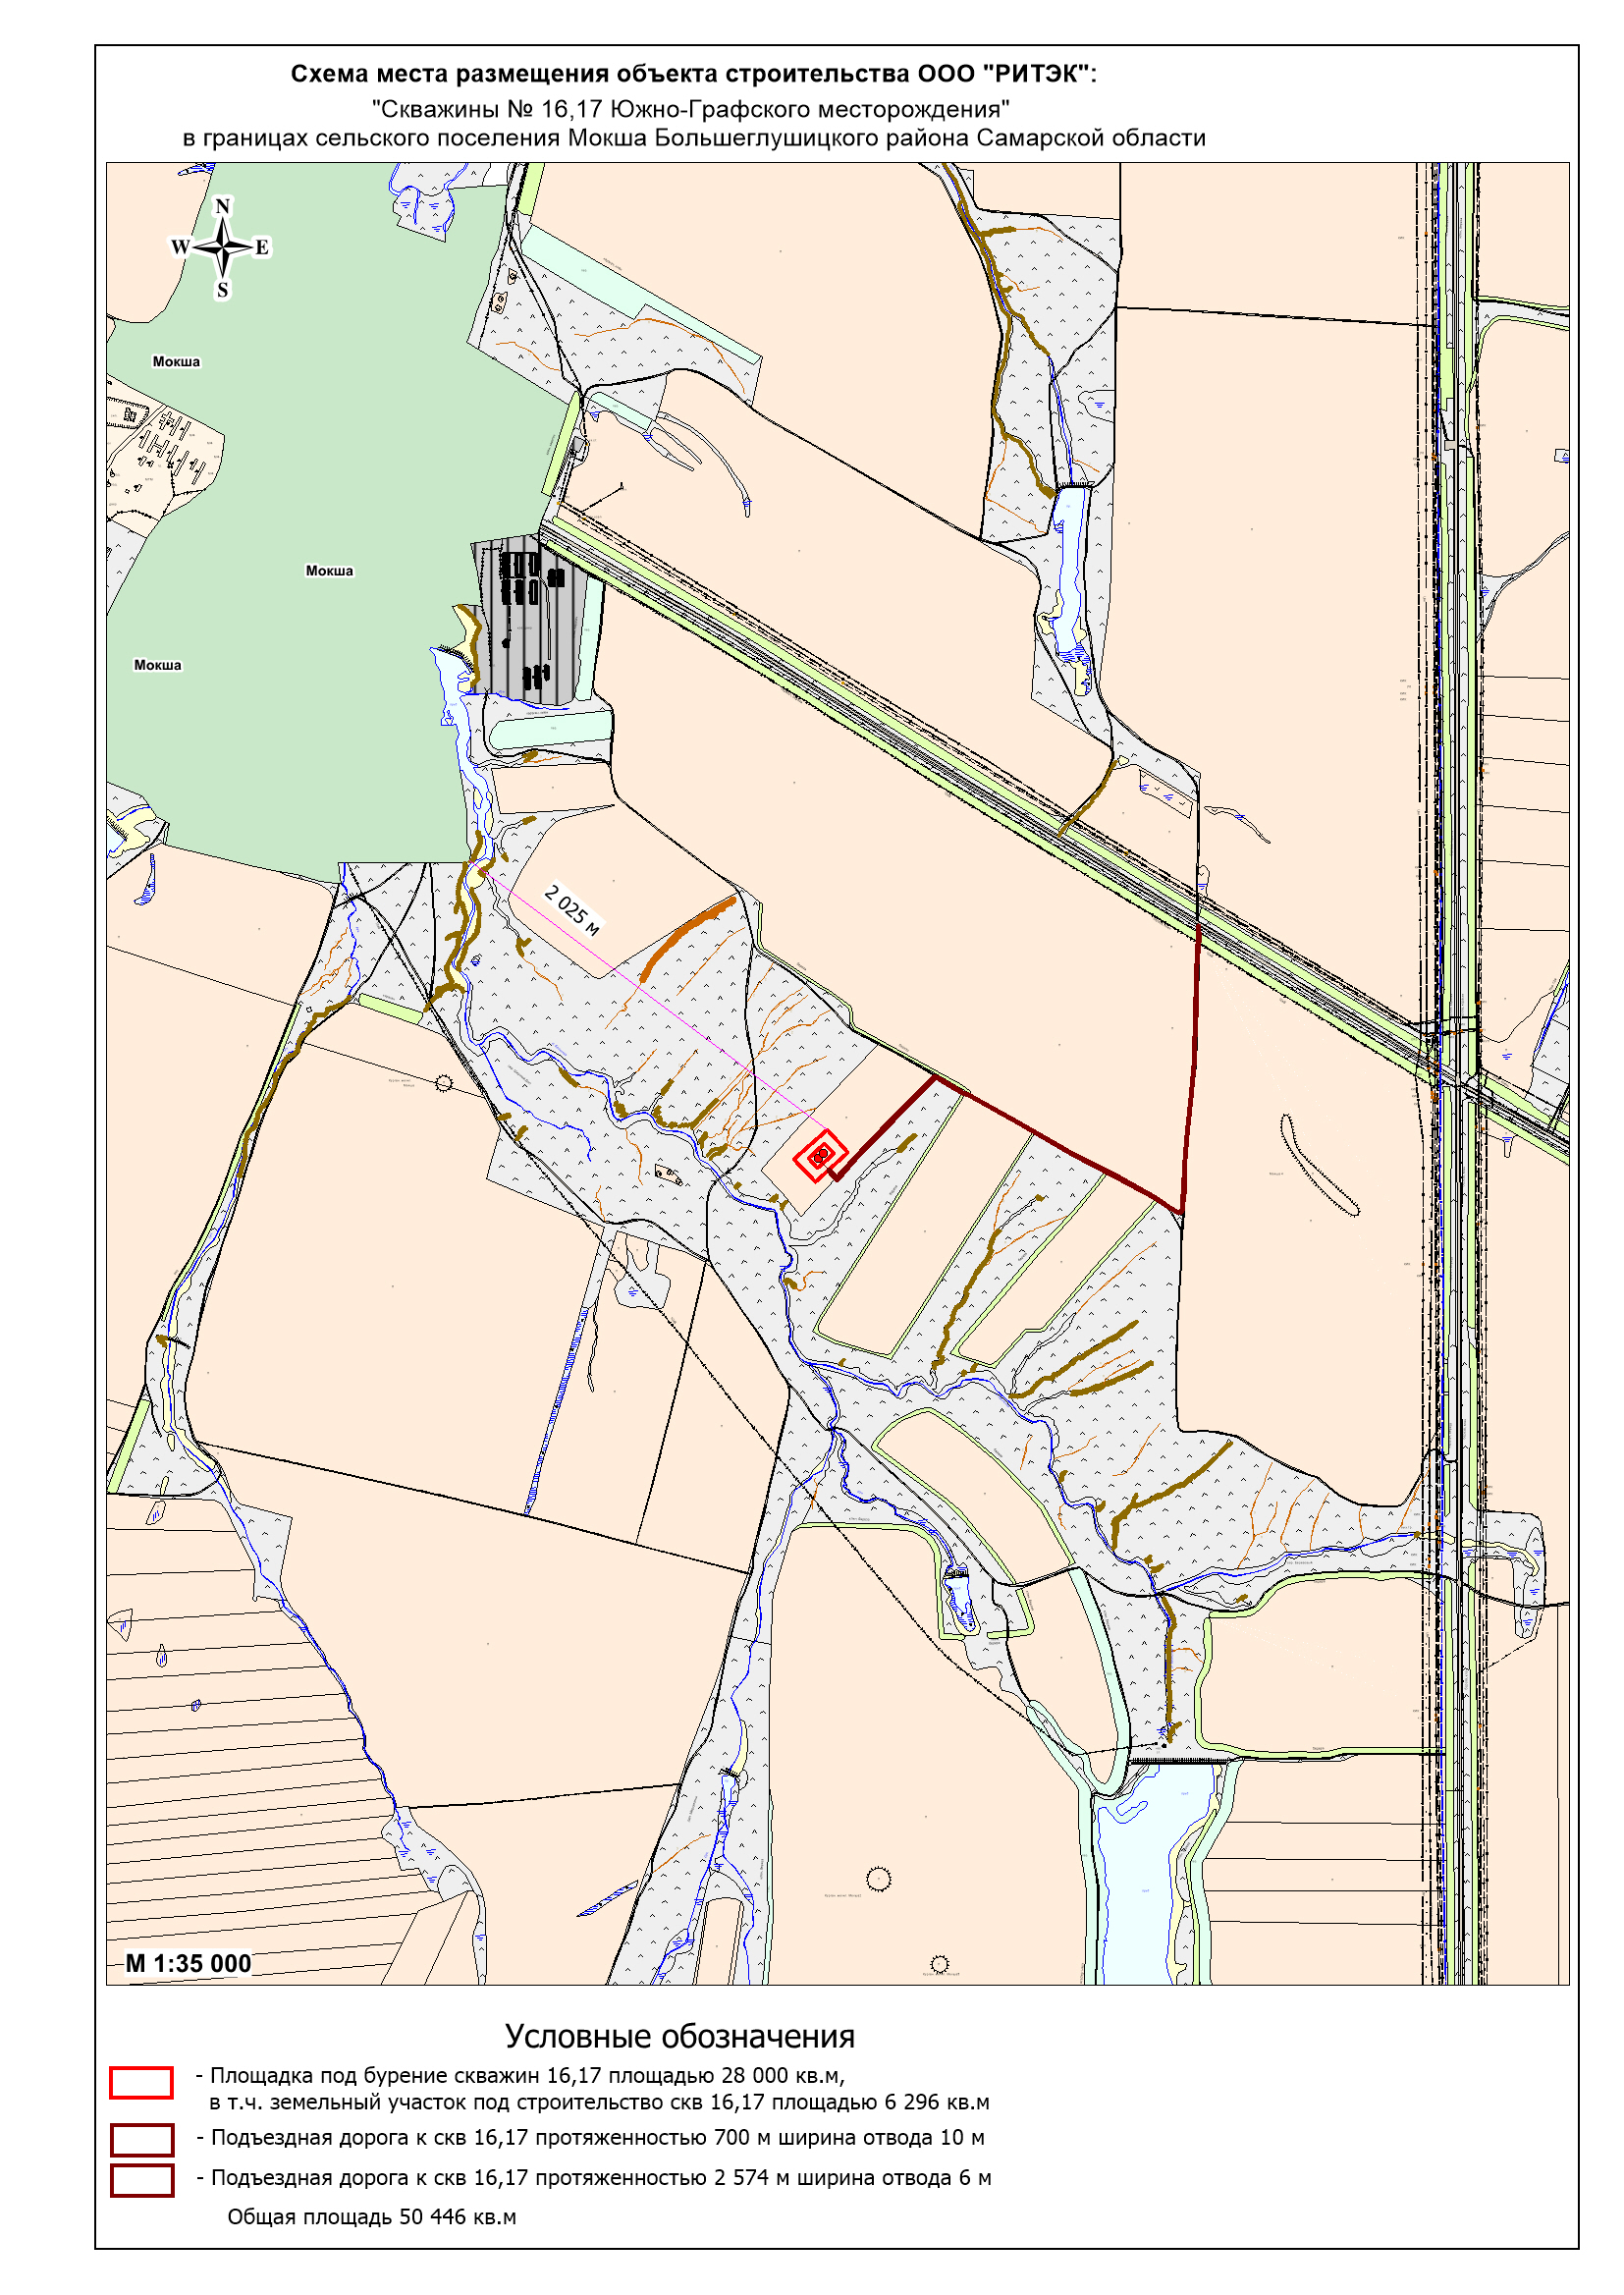 Схема места размещения объекта строительства ООО "РИТЭК":
"Скважины № 16,17 Южно-Графского месторождения"
в границах сельского поселения Мокша Большеглушицкого района Самарской области
N
W E
S
Мокша
Мокша
Мокша
2 025 м
М 1:35 000
Условные обозначения
- Площадка под бурение скважин 16,17 площадью 28 000 кв.м,
в т.ч. земельный участок под строительство скв 16,17 площадью 6 296 кв.м
- Подъездная дорога к скв 16,17 протяженностью 700 м ширина отвода 10 м
- Подъездная дорога к скв 16,17 протяженностью 2 574 м ширина отвода 6 м
Общая площадь 50 446 кв.м